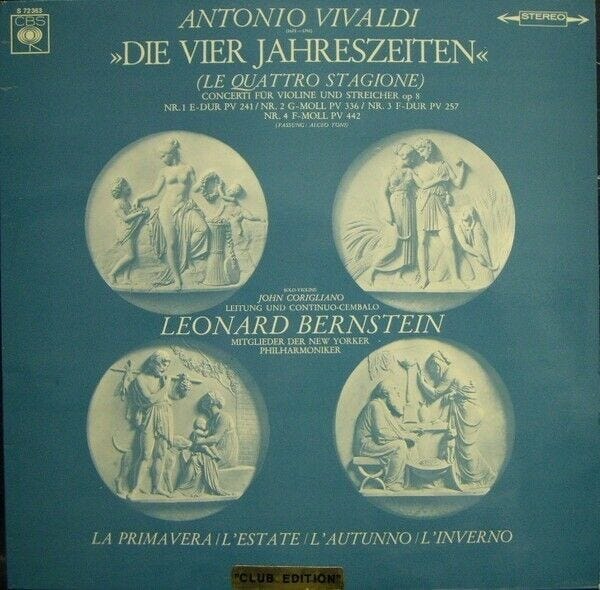 S 72363
CBS
STEREO
ANTONIO VIVALDI
»DIE VIER JAHRESZEITEN«
(LE QUATTRO STAGIONE)
CONCERTI FÜR VIOLINE UND STREICHER op 8
NR. 1 E-DUR PV 241 / NR. 2 G-MOLL PV 336 / NR. 3 F-DUR PV 257
NR. 4 F-MOLL PV 442
(FASSUNG: ALCEO TONI)
SOLO-VIOLINE:
JOHN CORIGLIANO
LEITUNG UND CONTINUO-CEMBALO
LEONARD BERNSTEIN
MITGLIEDER DER NEW YORKER
PHILHARMONIKER
LA PRIMAVERA / L'ESTATE / L'AUTUNNO / L'INVERNO
"CLUB EDITION"